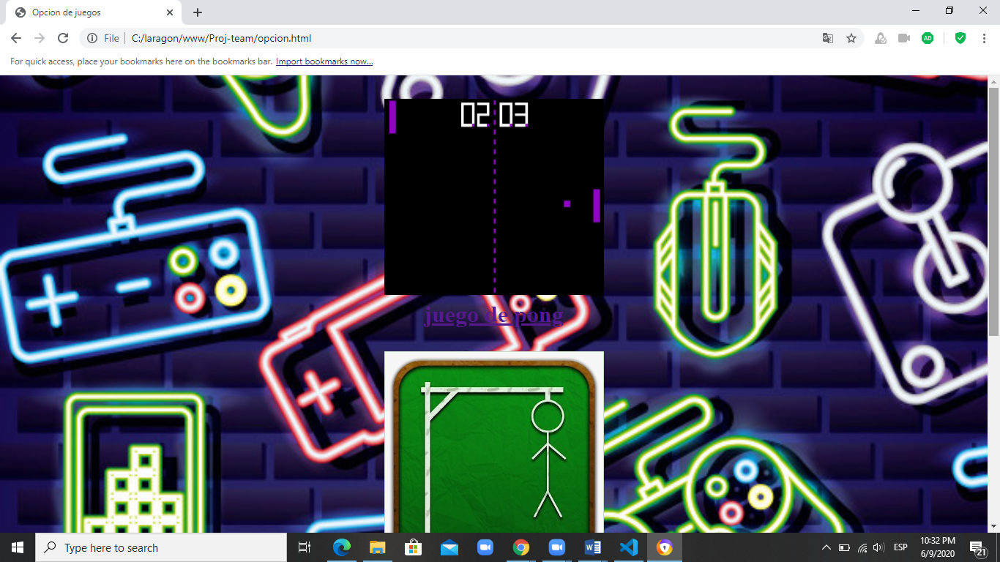 Opcion de juegos
File
C:/laragon/www/Proj-team/opcion.html
AD
For quick access, place your bookmarks here on the bookmarks bar. Import bookmarks now...
02 03
juego de pong
Type here to search
W
ESP
10:32 PM
6/9/2020
21